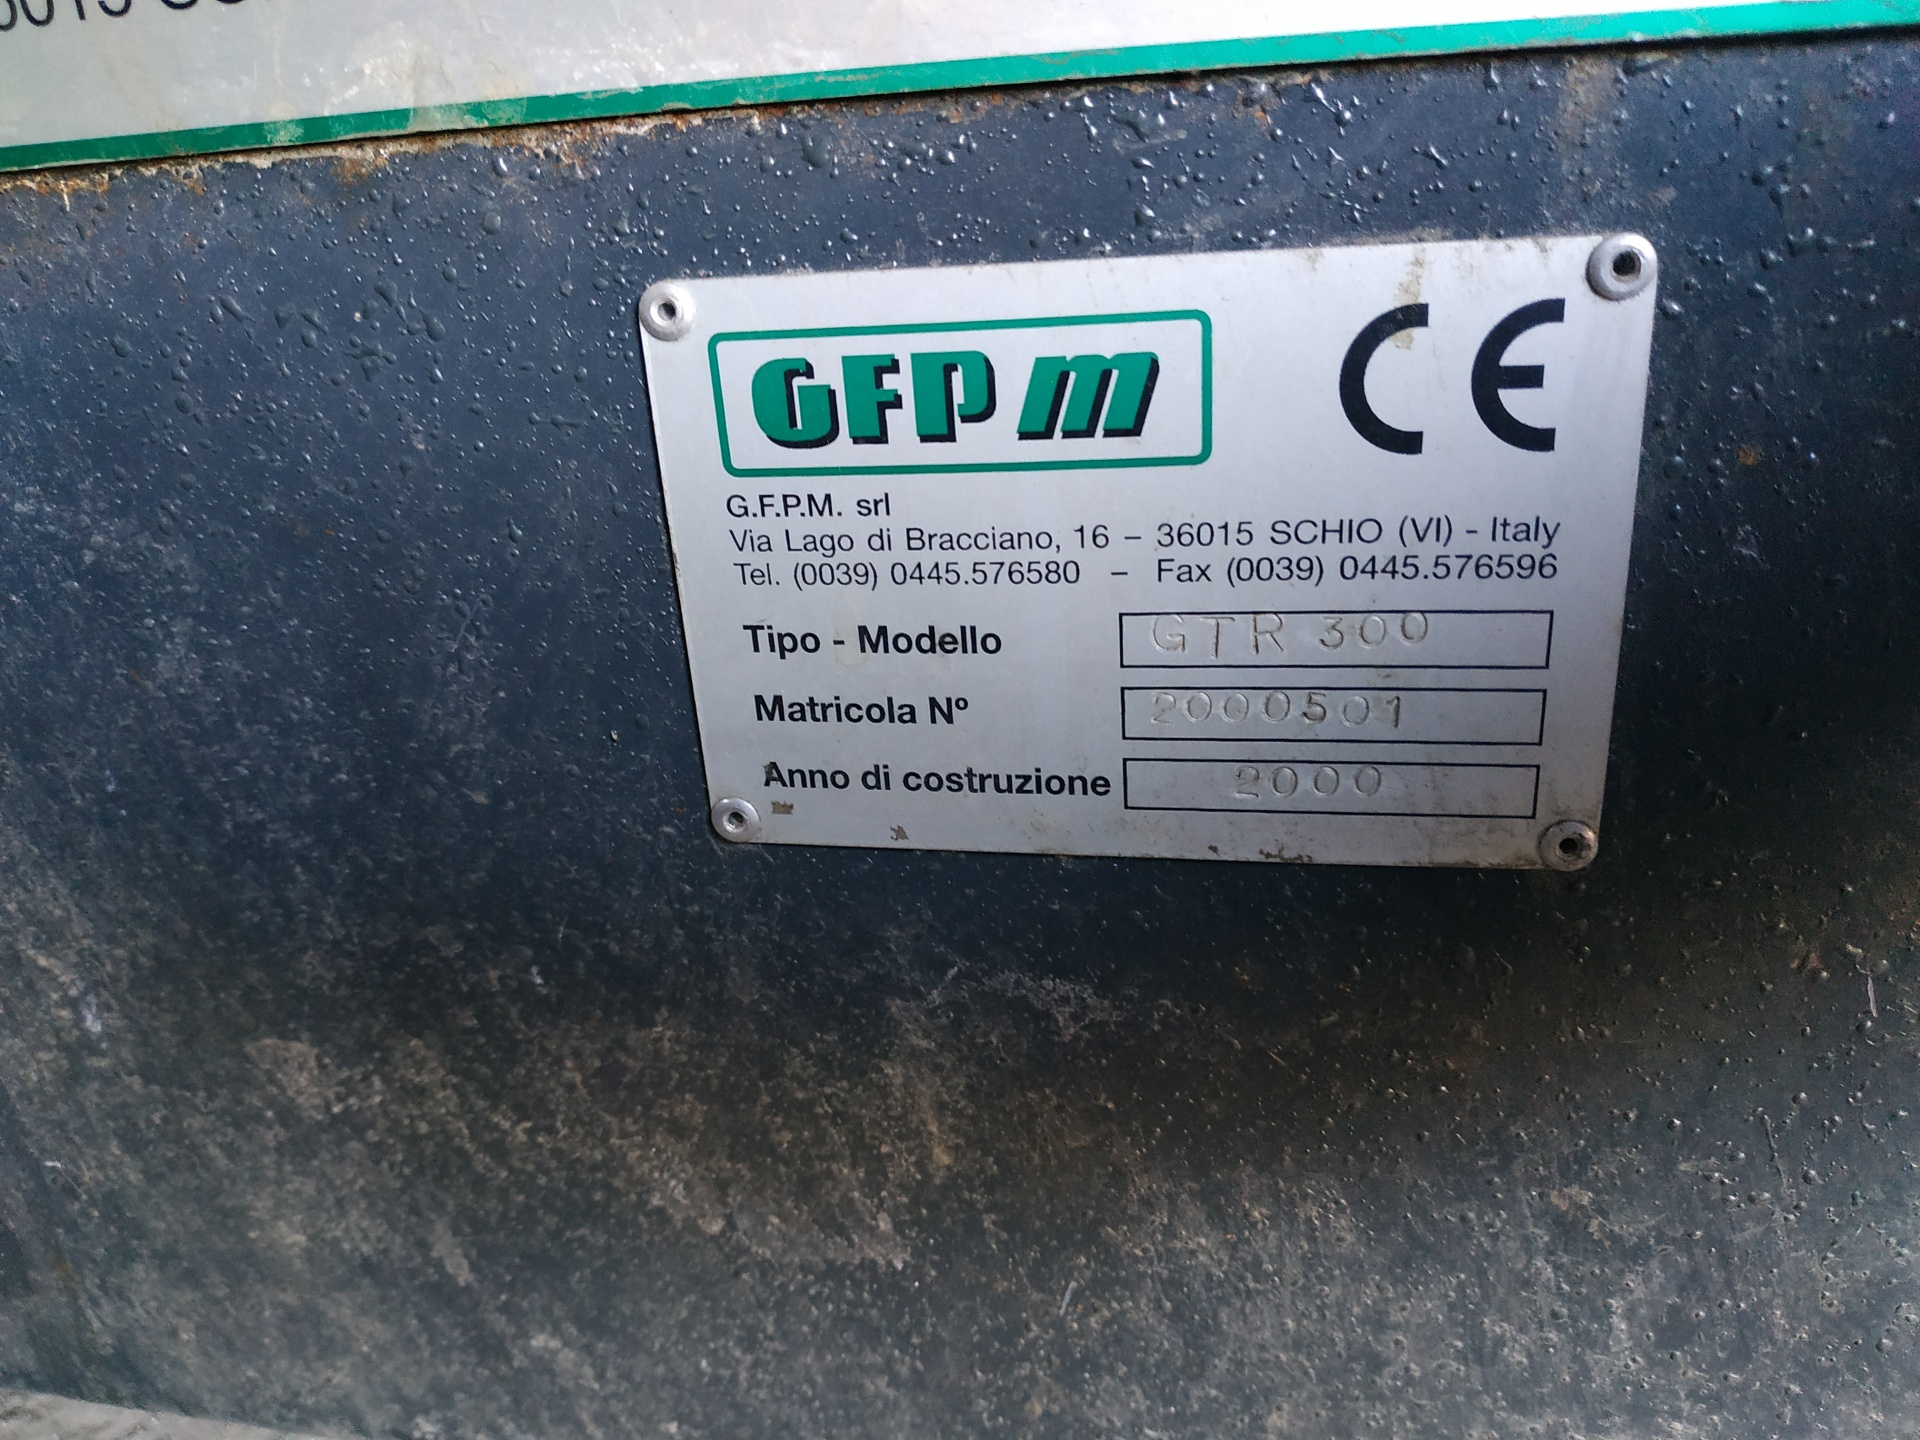 GFPM CE
G.F.P.M. srl
Via Lago di Bracciano, 16 – 36015 SCHIO (VI) - Italy
Tel. (0039) 0445.576580 – Fax (0039) 0445.576596
Tipo - Modello GTR 300
Matricola Nº 2000501
Anno di costruzione 2000